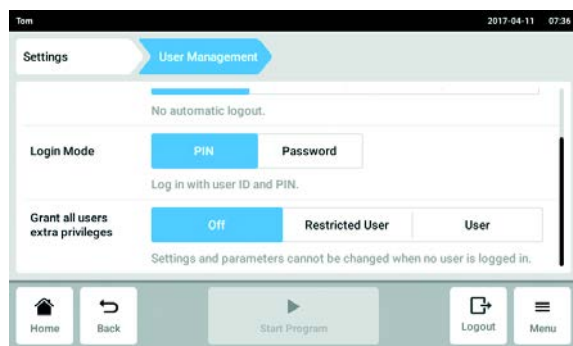 Tom 2017-04-11 07:36
Settings User Management
No automatic logout.
Login Mode PIN Password
Log in with user ID and PIN.
Grant all users
extra privileges
Off Restricted User User
Settings and parameters cannot be changed when no user is logged in.
Home Back Start Program Logout Menu